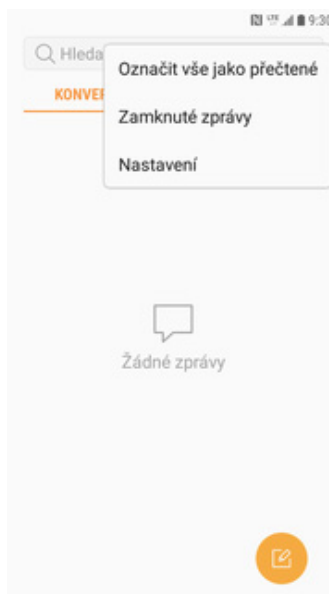 9:30
Hleda
Označit vše jako přečtené
KONVER
Zamknuté zprávy
Nastavení
Žádné zprávy